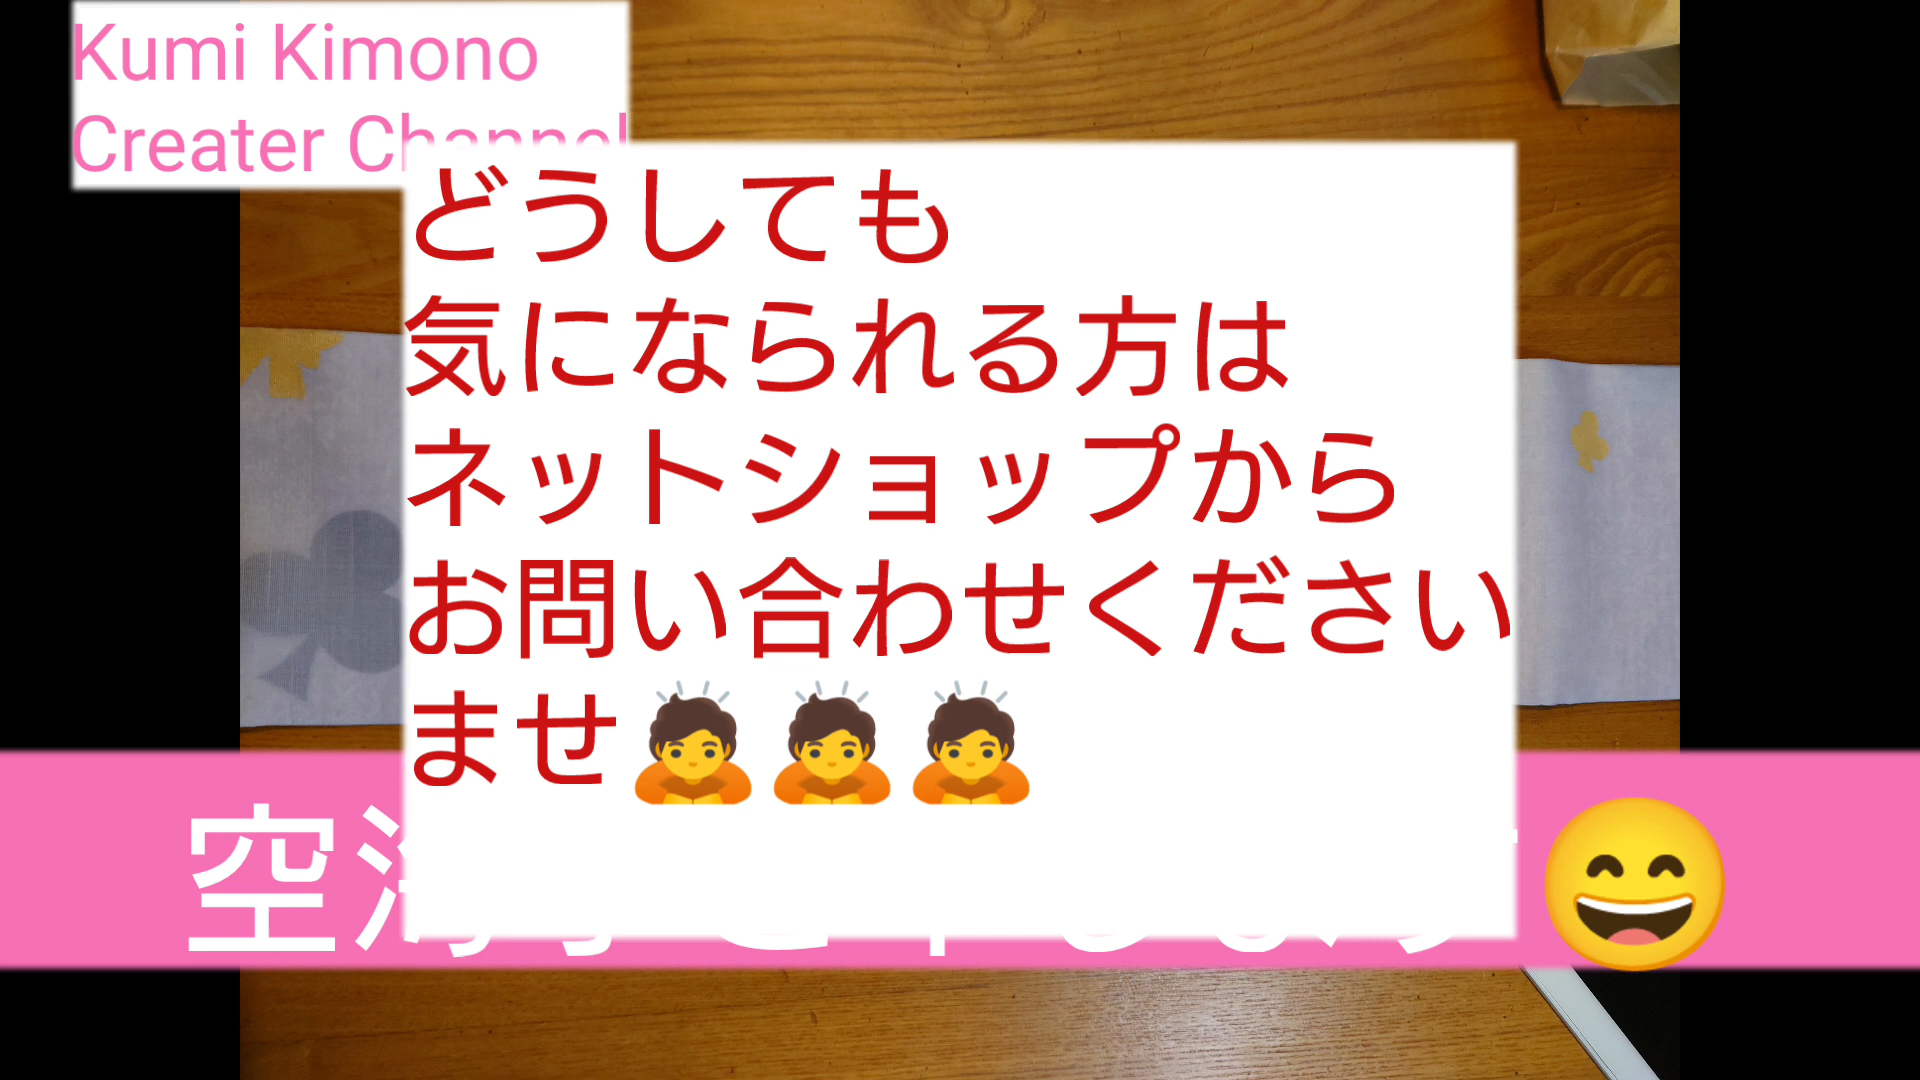 Kumi Kimono
Creater Channel
どうしても
気になられる方は
ネットショップから
お問い合わせください
ませ🙇🙇🙇
空
😄